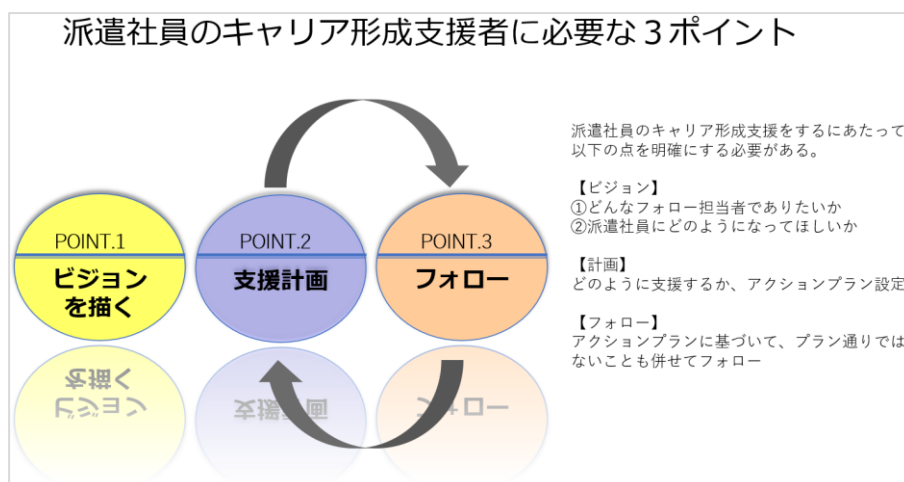 派遣社員のキャリア形成支援者に必要な３ポイント
POINT.1
ビジョン
を描く
POINT.2
支援計画
POINT.3
フォロー
派遣社員のキャリア形成支援をするにあたって
以下の点を明確にする必要がある。
【ビジョン】
①どんなフォロー担当者でありたいか
②派遣社員にどのようになってほしいか
【計画】
どのように支援するか、アクションプラン設定
【フォロー】
アクションプランに基づいて、プラン通りでは
ないことも併せてフォロー